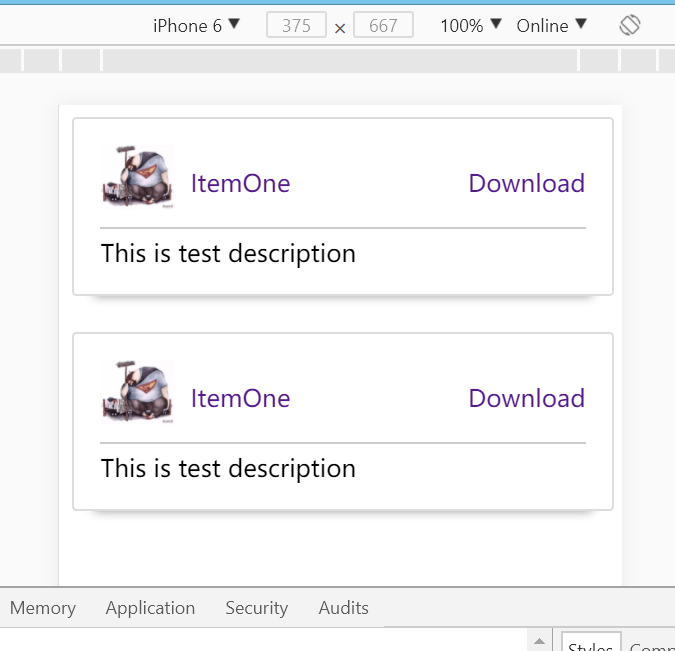 iPhone 6 ▼ 375 × 667 100% ▼ Online ▼
ItemOne Download
This is test description
ItemOne Download
This is test description
Memory Application Security Audits
Styles Comp